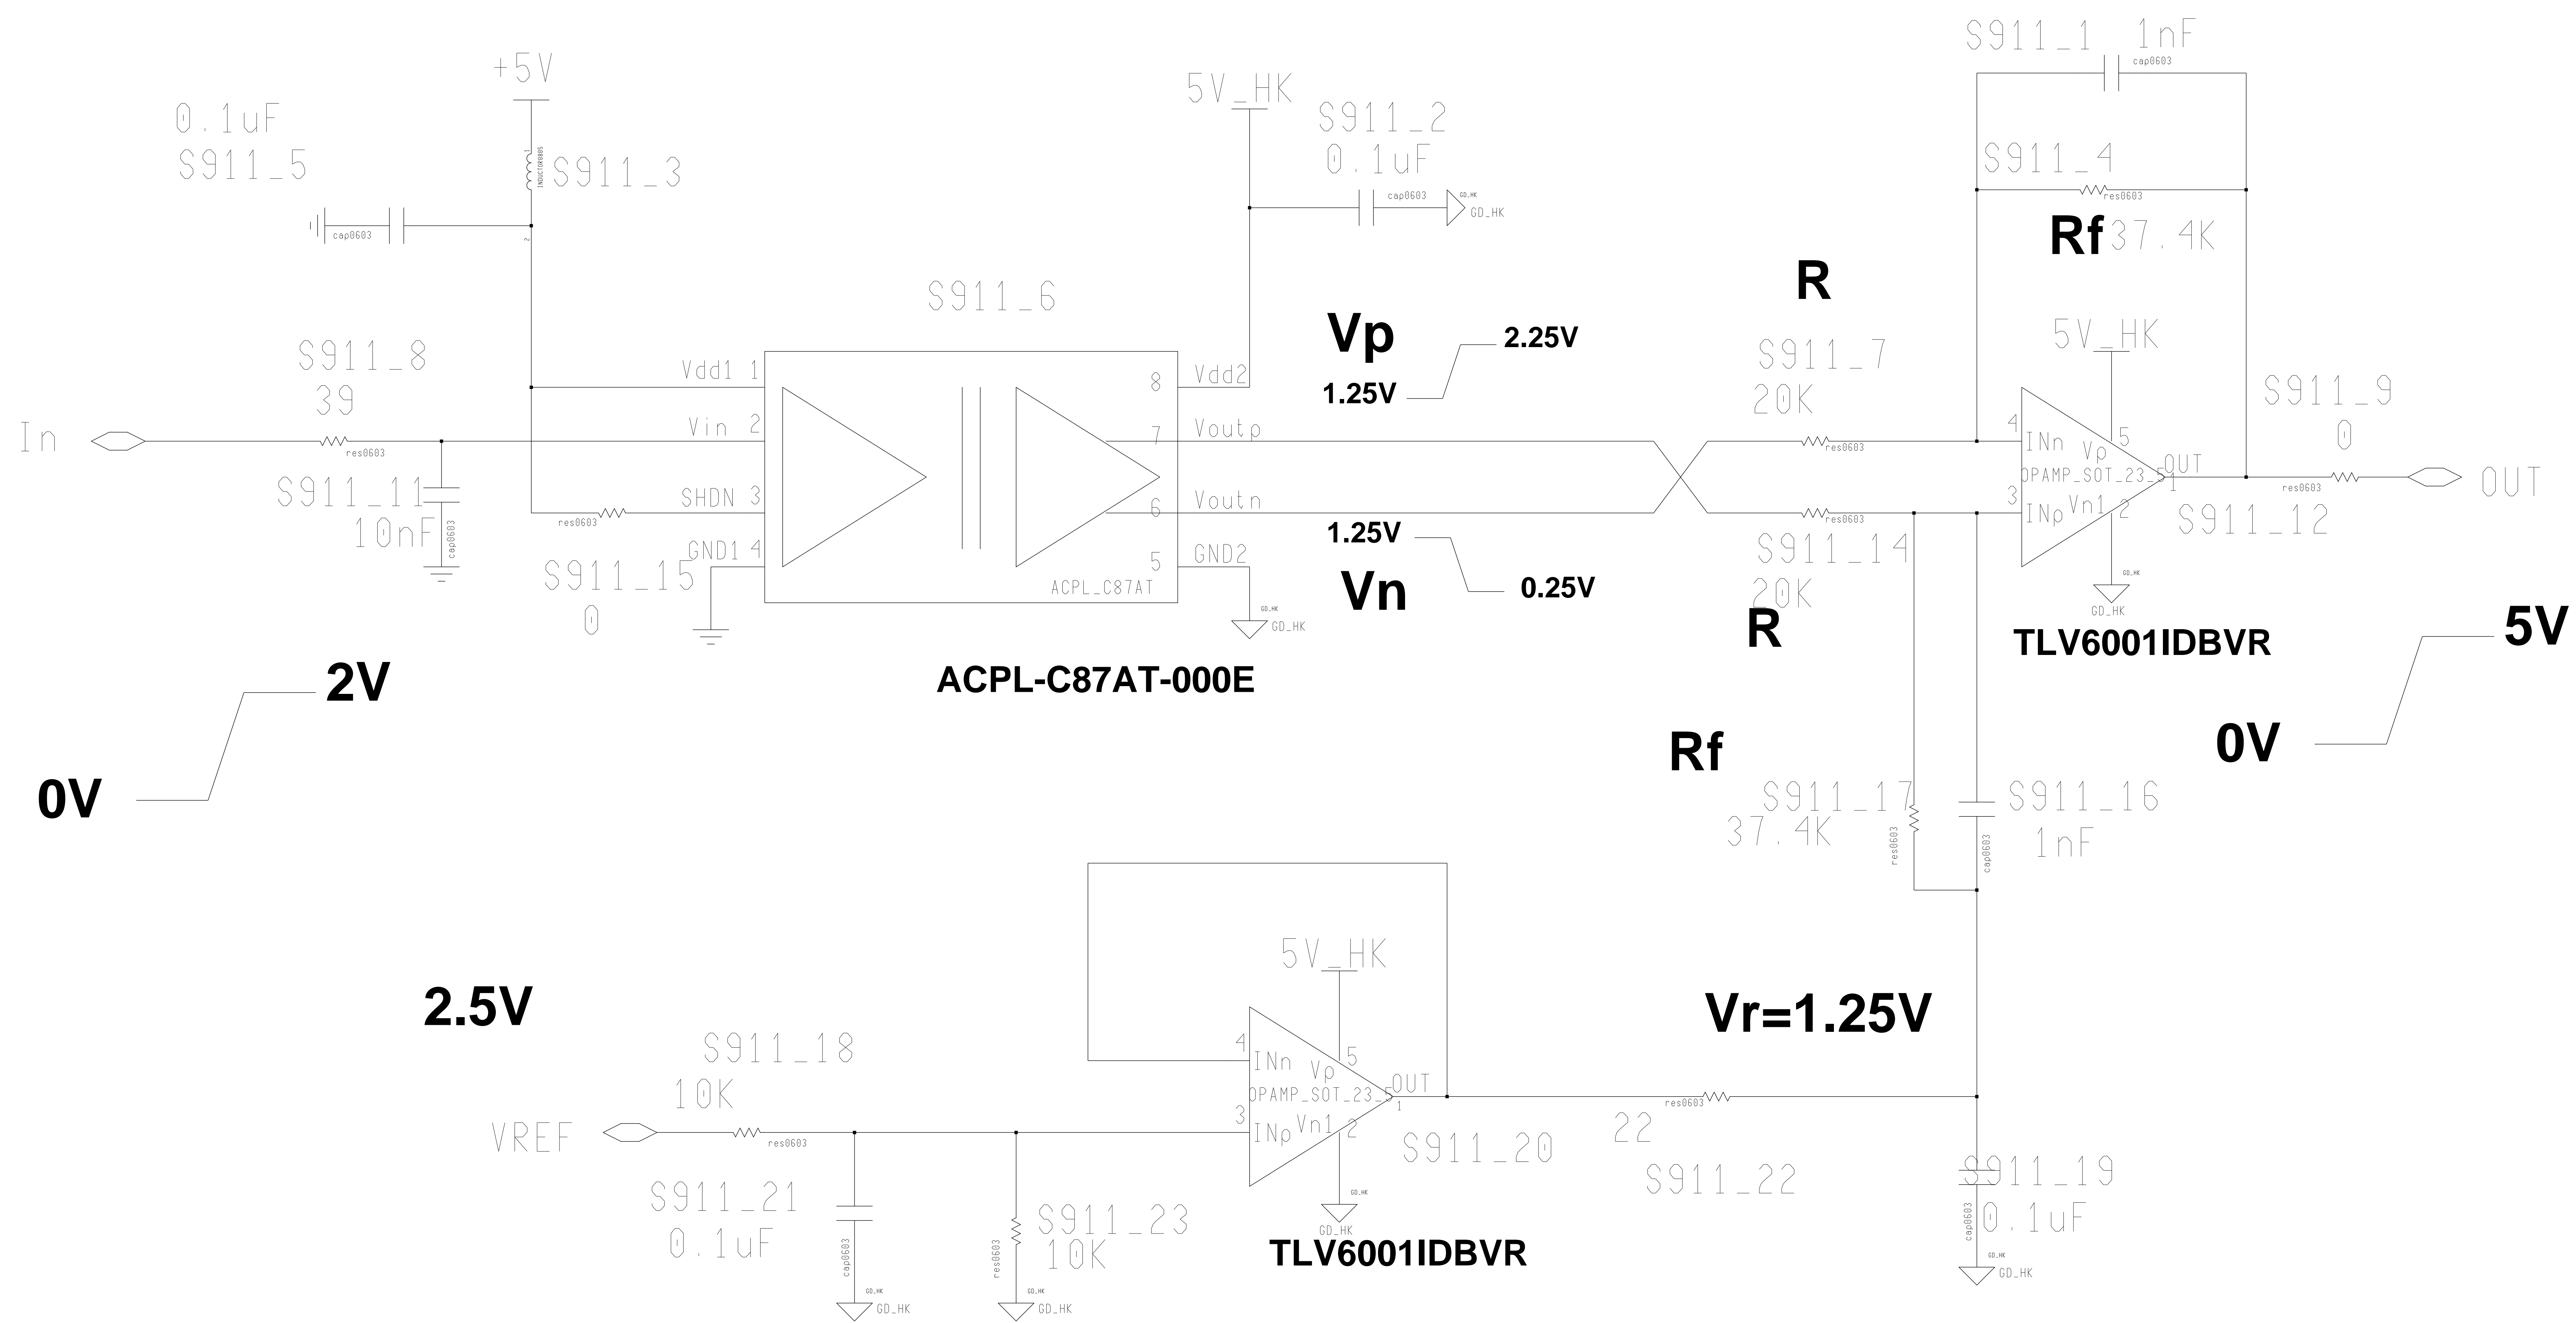 S911_1 1nF
cap0603
+5V
5V_HK
0.1uF
S911_5
S911_2
0.1uF
S911_4
1
INDUCTOR0805
S911_3
2
cap0603
cap0603
GD_HK
GD_HK
res0603
Rf 37.4K
R
S911_6
Vp
2.25V
1.25V
S911_8
39
S911_7
20K
5V_HK
S911_9
0
Vdd1 1
8 Vdd2
In
res0603
Vin 2
7 Voutp
res0603
4 INn
Vp 5
OPAMP_SOT_23_5
OUT
1
res0603
OUT
S911_11
10nF
cap0603
SHDN 3
res0603
6 Voutn
res0603
3 INp
Vn1 2
S911_12
1.25V
Vn
0.25V
S911_14
20K
R
GND1 4
5 GND2
S911_15
0
ACPL_C87AT
GD_HK
GD_HK
GD_HK
GD_HK
TLV6001IDBVR
5V
0V
ACPL-C87AT-000E
2V
0V
Rf
S911_17
37.4K
res0603
S911_16
1nF
cap0603
5V_HK
2.5V
Vr=1.25V
S911_18
10K
4 INn
Vp 5
OPAMP_SOT_23_5
OUT
1
3 INp
Vn1 2
VREF
res0603
res0603
S911_20
22
S911_22
S911_21
0.1uF
cap0603
S911_23
10K
res0603
GD_HK
GD_HK
TLV6001IDBVR
S911_19
0.1uF
cap0603
GD_HK
GD_HK
GD_HK
GD_HK
GD_HK
GD_HK